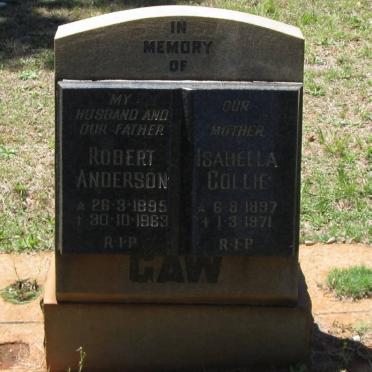 IN
MEMORY
OF
MY
HUSBAND AND
OUR FATHER
ROBERT
ANDERSON
* 26·3·1895
† 30·10·1963
R·I·P
OUR
MOTHER
ISABELLA
COLLIE
* 6·8·1897
† 1·3·1971
R·I·P
GAW